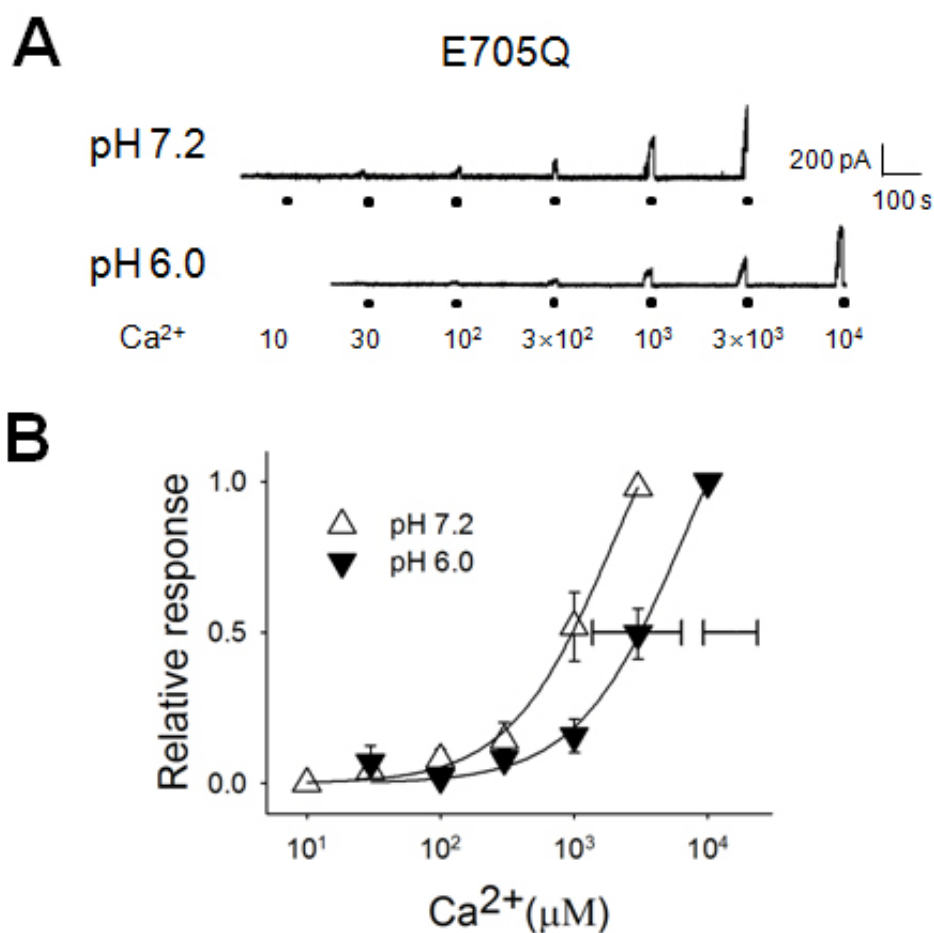 A
E705Q
pH 7.2
200 pA
100 s
pH 6.0
Ca²⁺ 10 30 10² 3×10² 10³ 3×10³ 10⁴
B
1.0
pH 7.2
pH 6.0
0.5
0.0
Relative response
10¹ 10² 10³ 10⁴
Ca²⁺(μM)